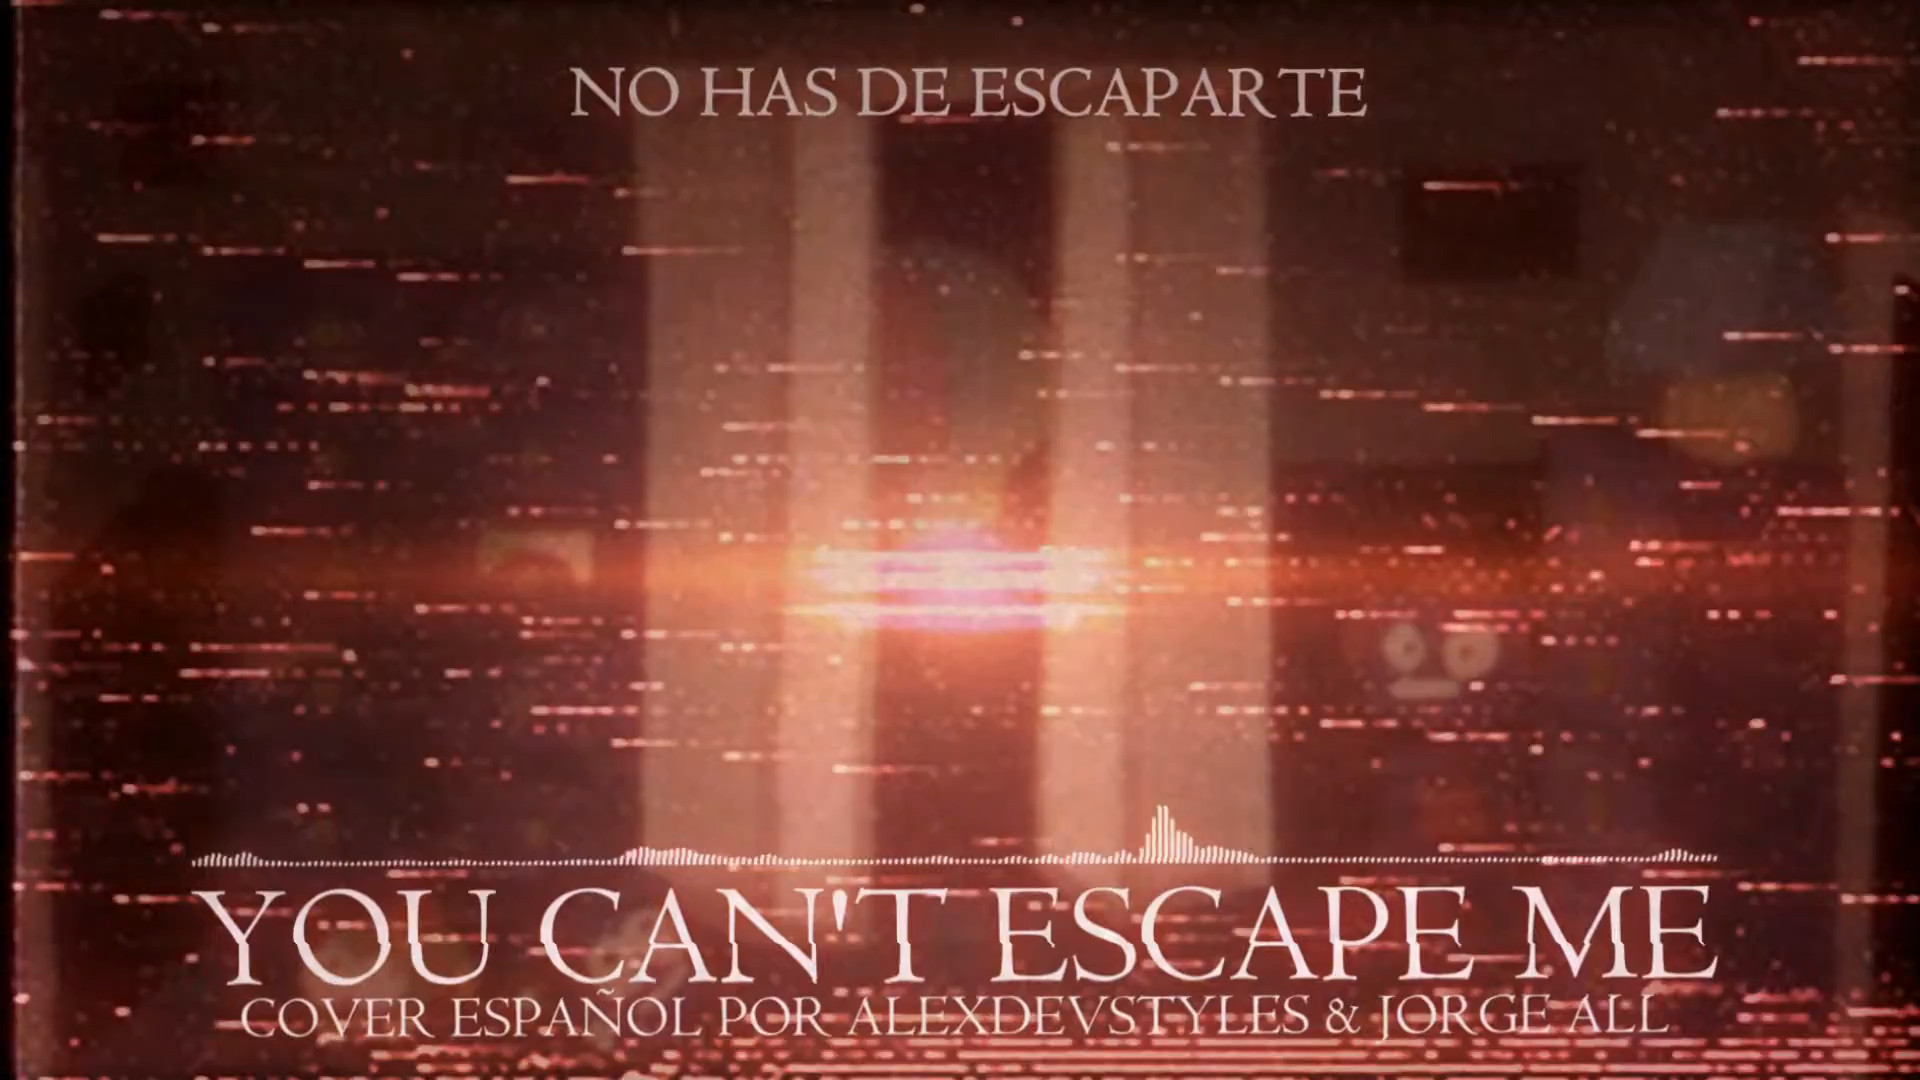 NO HAS DE ESCAPARTE
YOU CAN'T ESCAPE ME
COVER ESPAÑOL POR ALEXDEVSTYLES & JORGE ALL